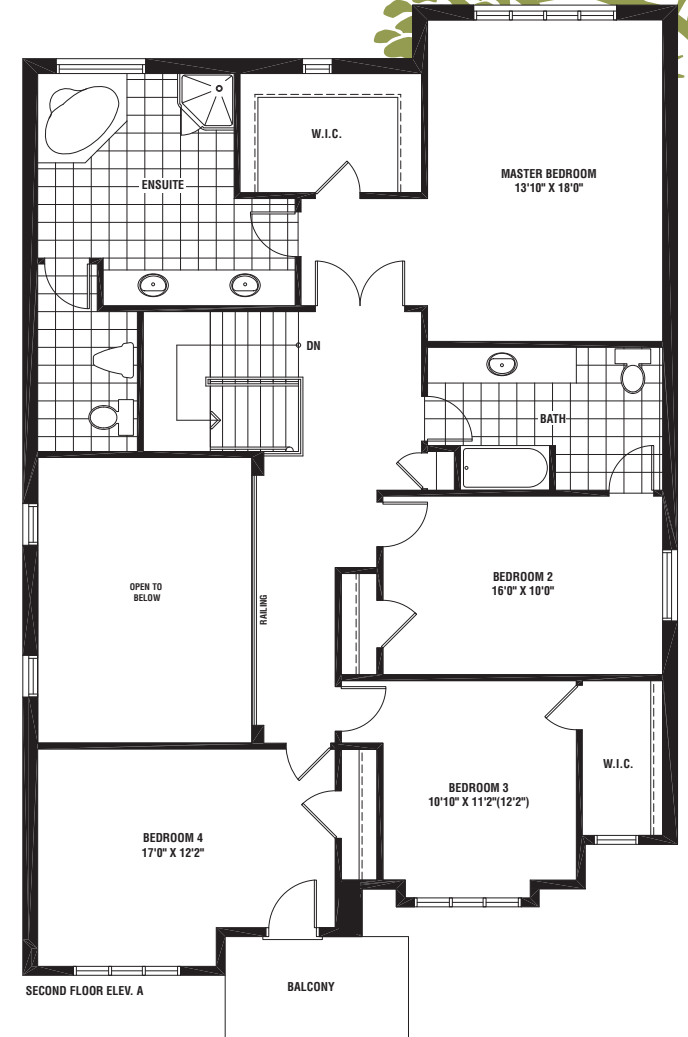 W.I.C.
MASTER BEDROOM
13'10" X 18'0"
ENSUITE
DN
BATH
BEDROOM 2
16'0" X 10'0"
OPEN TO
BELOW
RAILING
W.I.C.
BEDROOM 3
10'10" X 11'2"(12'2")
BEDROOM 4
17'0" X 12'2"
BALCONY
SECOND FLOOR ELEV. A